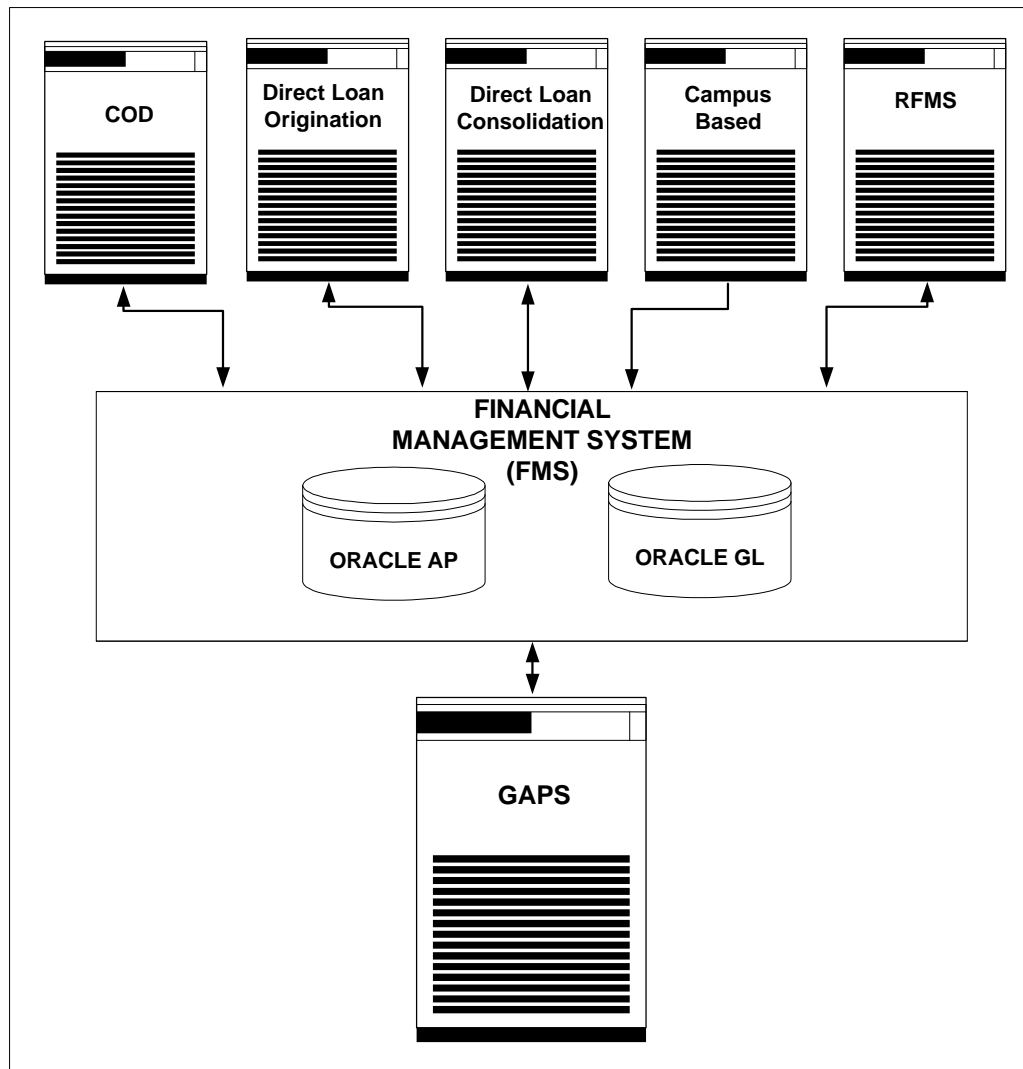 COD
Direct Loan
Origination
Direct Loan
Consolidation
Campus
Based
RFMS
FINANCIAL
MANAGEMENT SYSTEM
(FMS)
ORACLE AP
ORACLE GL
GAPS